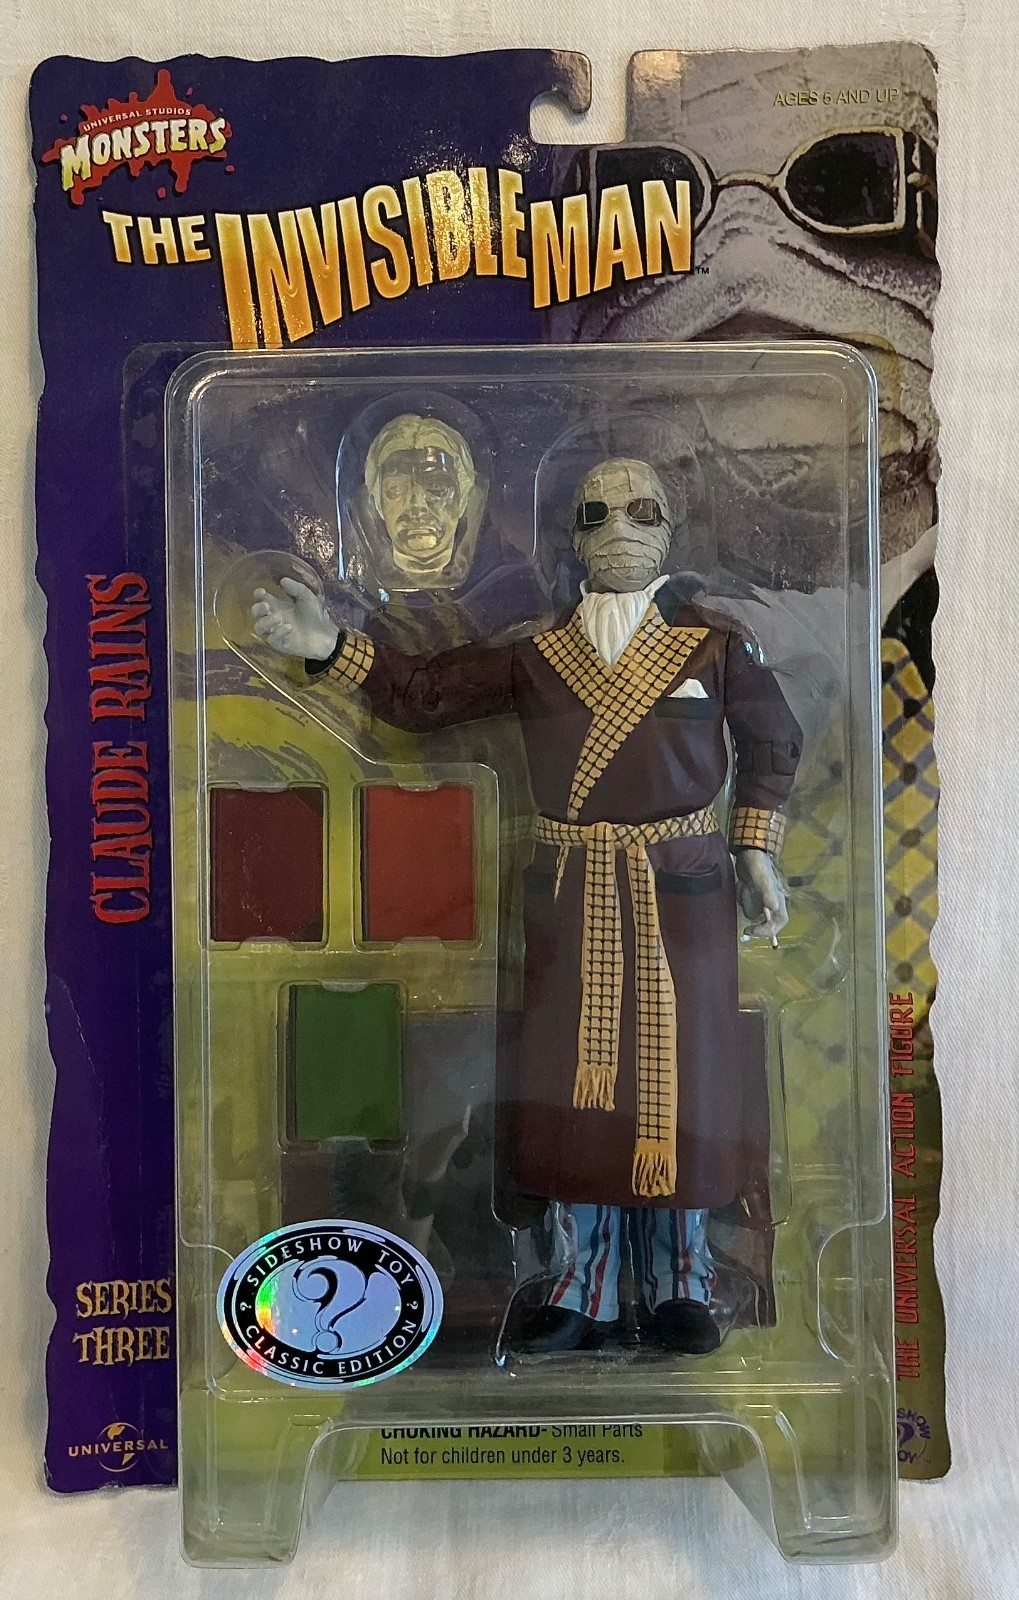 UNIVERSAL STUDIOS
MONSTERS
AGES 5 AND UP
THE INVISIBLE MAN™
CLAUDE RAINS
SERIES
THREE
UNIVERSAL
SIDESHOW TOY
? ? ?
CLASSIC EDITION
CHOKING HAZARD- Small Parts
Not for children under 3 years.
THE UNIVERSAL ACTION FIGURE